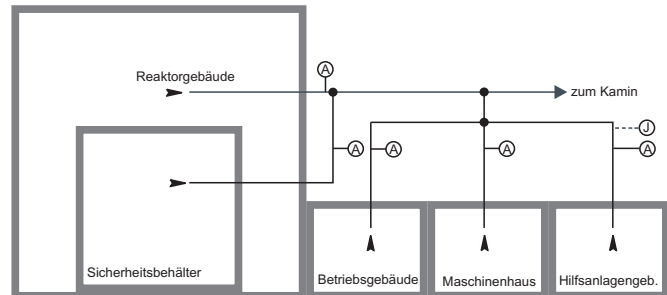 A
Reaktorgebäude
zum Kamin
J
A
A
A
A
Sicherheitsbehälter
Betriebsgebäude
Maschinenhaus
Hilfsanlagengeb.